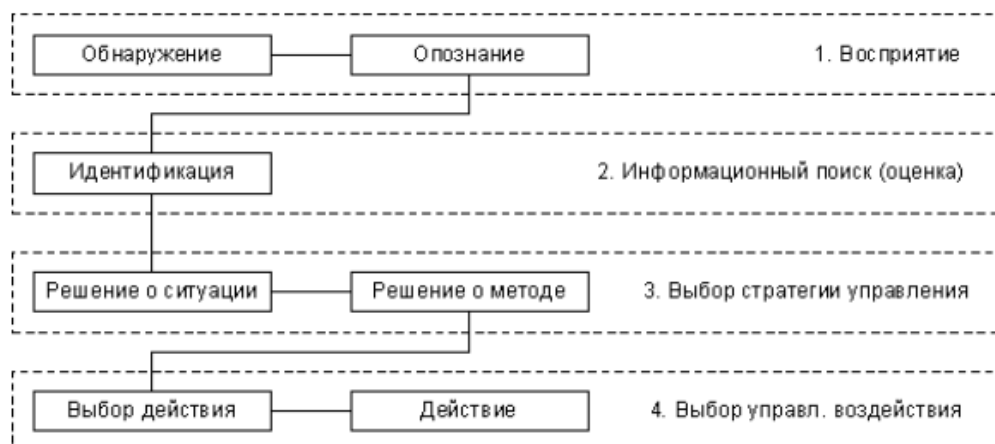 Обнаружение Опознание 1. Восприятие
Идентификация 2. Информационный поиск (оценка)
Решение о ситуации Решение о методе 3. Выбор стратегии управления
Выбор действия Действие 4. Выбор управл. воздействия